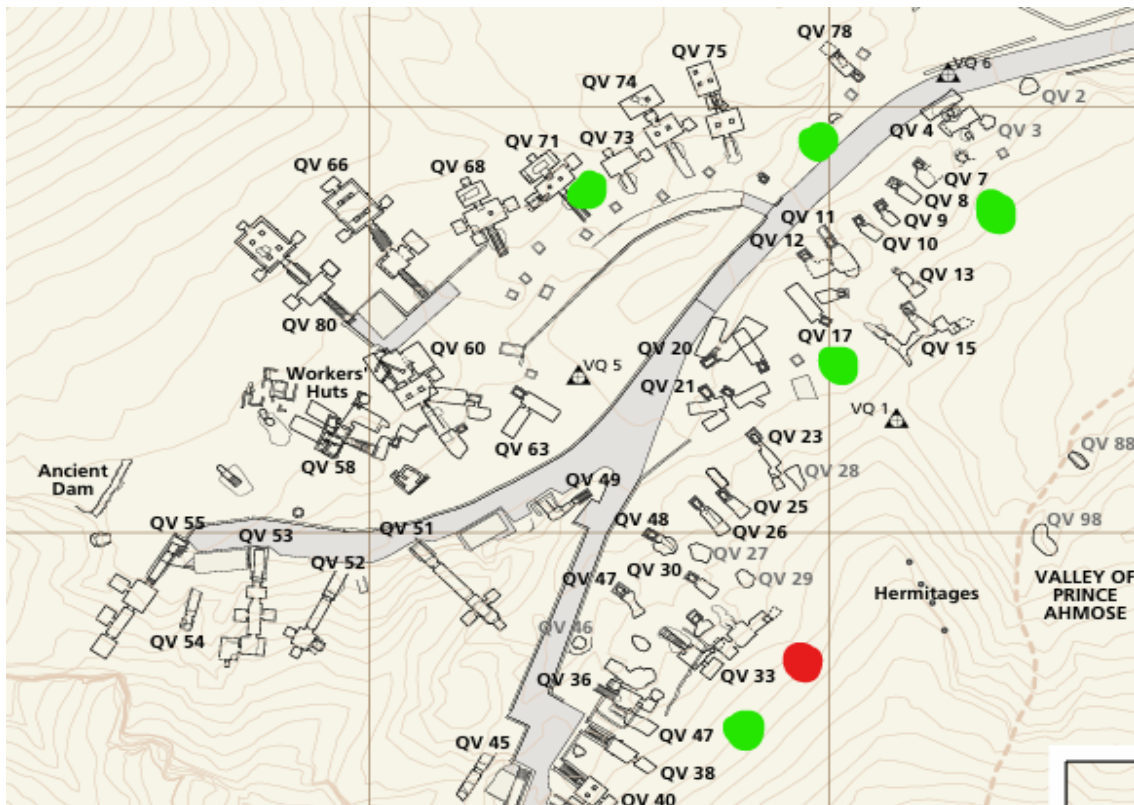 QV 78
QV 75
VQ 6
QV 74
QV 2
QV 4
QV 3
QV 71
QV 73
QV 68
QV 66
QV 7
QV 8
QV 9
QV 11
QV 10
QV 12
QV 13
QV 80
QV 17
QV 15
QV 60
QV 20
VQ 5
Workers'
Huts
QV 21
VQ 1
QV 63
QV 23
QV 88
QV 58
QV 28
Ancient
Dam
QV 49
QV 25
QV 55
QV 53
QV 51
QV 48
QV 26
QV 98
QV 52
QV 27
QV 47
QV 30
QV 29
VALLEY OF
PRINCE
AHMOSE
Hermitages
QV 54
QV 46
QV 33
QV 36
QV 47
QV 45
QV 38
QV 40